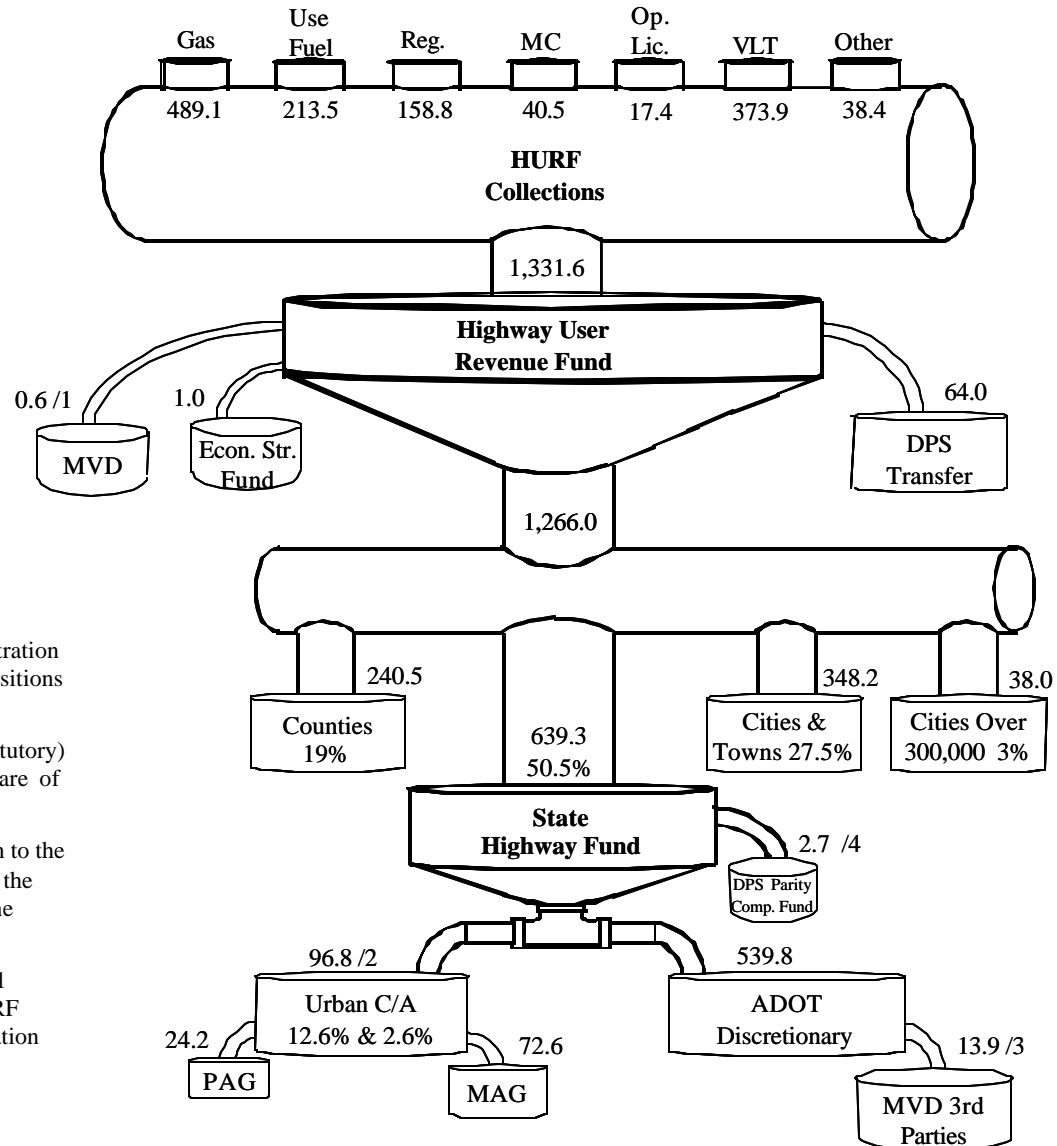 Gas
Use
Fuel
Reg.
MC
Op.
Lic.
VLT
Other
489.1
213.5
158.8
40.5
17.4
373.9
38.4
HURF
Collections
1,331.6
Highway User
Revenue Fund
0.6 /1
MVD
1.0
Econ. Str.
Fund
64.0
DPS
Transfer
1,266.0
240.5
Counties
19%
639.3
50.5%
348.2
Cities &
Towns 27.5%
38.0
Cities Over
300,000 3%
State
Highway Fund
2.7 /4
DPS Parity
Comp. Fund
96.8 /2
Urban C/A
12.6% & 2.6%
24.2
PAG
72.6
MAG
539.8
ADOT
Discretionary
13.9 /3
MVD 3rd
Parties
tration
sitions
tutory)
are of
n to the
the
ne
l
RF
ation